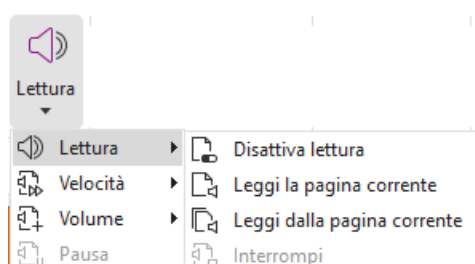 Lettura
Lettura
Disattiva lettura
Velocità
Leggi la pagina corrente
Volume
Leggi dalla pagina corrente
Pausa
Interrompi